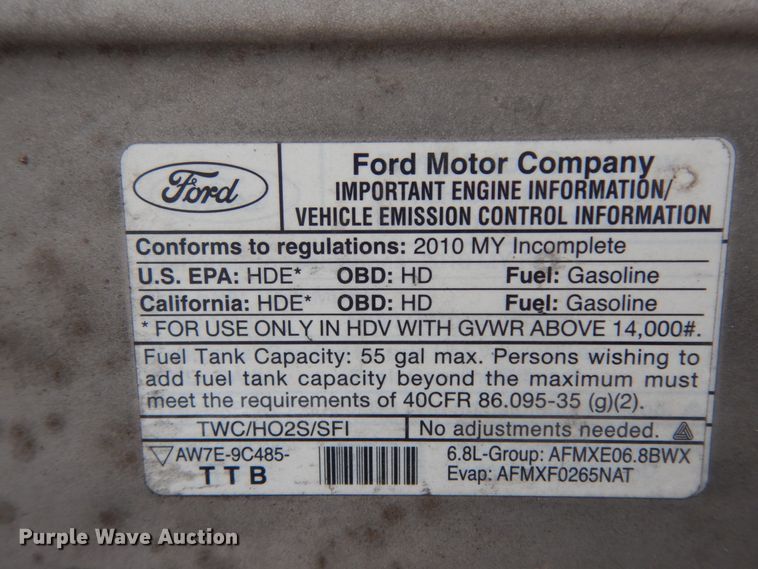 Ford
Ford Motor Company
IMPORTANT ENGINE INFORMATION/
VEHICLE EMISSION CONTROL INFORMATION
Conforms to regulations: 2010 MY Incomplete
U.S. EPA: HDE* OBD: HD Fuel: Gasoline
California: HDE* OBD: HD Fuel: Gasoline
* FOR USE ONLY IN HDV WITH GVWR ABOVE 14,000#.
Fuel Tank Capacity: 55 gal max. Persons wishing to
add fuel tank capacity beyond the maximum must
meet the requirements of 40CFR 86.095-35 (g)(2).
TWC/HO2S/SFI No adjustments needed.
AW7E-9C485- 6.8L-Group: AFMXE06.8BWX
TTB Evap: AFMXF0265NAT
Purple Wave Auction